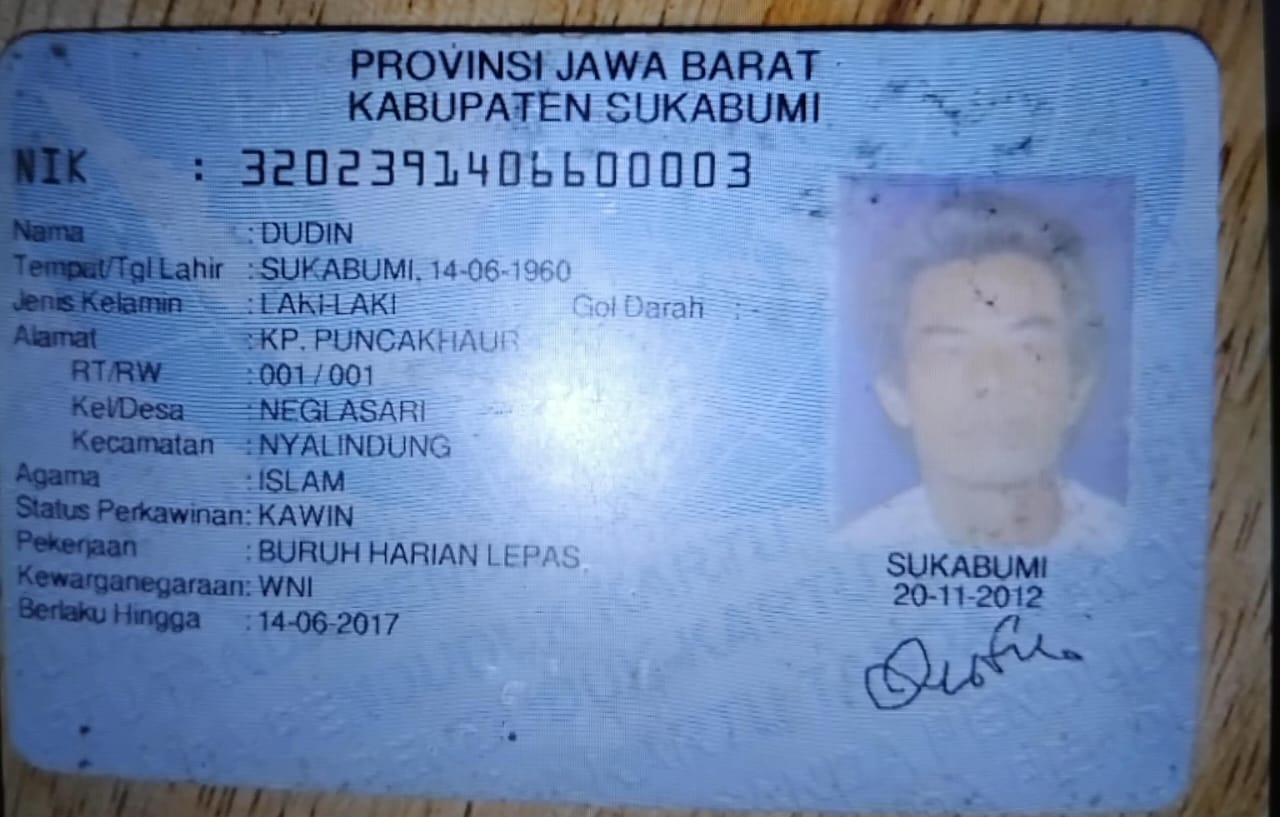 PROVINSI JAWA BARAT
KABUPATEN SUKABUMI
NIK : 3202391406600003
Nama : DUDIN
Tempat/Tgl Lahir : SUKABUMI, 14-06-1960
Jenis Kelamin : LAKI-LAKI Gol Darah : -
Alamat : KP. PUNCAKHAUR
RT/RW : 001 / 001
Kel/Desa : NEGLASARI
Kecamatan : NYALINDUNG
Agama : ISLAM
Status Perkawinan: KAWIN
Pekerjaan : BURUH HARIAN LEPAS
Kewarganegaraan: WNI
Berlaku Hingga : 14-06-2017
SUKABUMI
20-11-2012